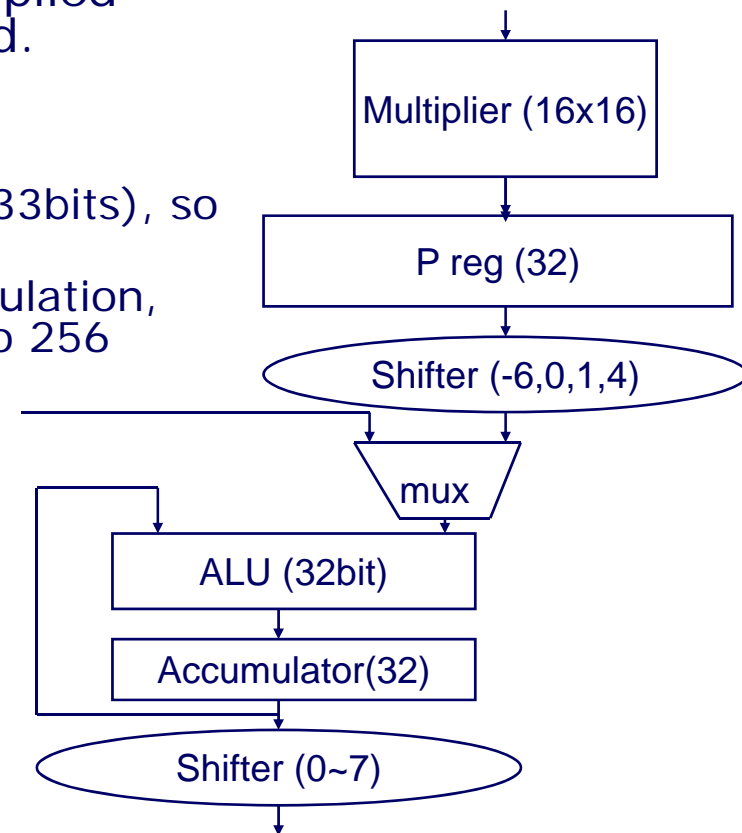 plied
d.
33bits), so
ulation,
o 256
Multiplier (16x16)
P reg (32)
Shifter (-6,0,1,4)
mux
ALU (32bit)
Accumulator(32)
Shifter (0~7)